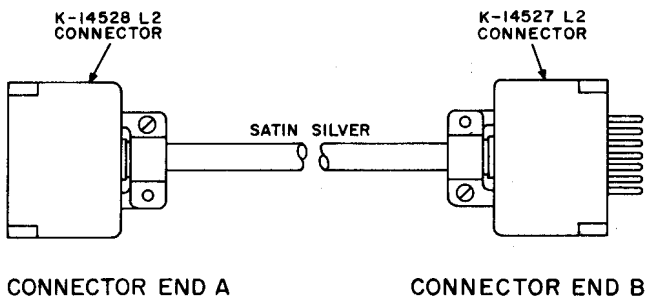 K-14528 L2
CONNECTOR
K-14527 L2
CONNECTOR
SATIN SILVER
CONNECTOR END A
CONNECTOR END B